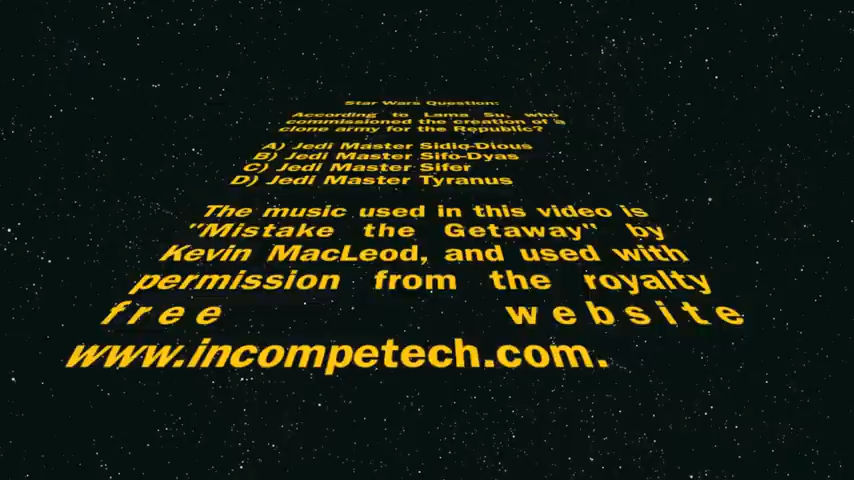 Star Wars Question:
According to Lama Su, who
commissioned the creation of a
clone army for the Republic?
A) Jedi Master Sidio-Dious
B) Jedi Master Sifo-Dyas
C) Jedi Master Sifer
D) Jedi Master Tyranus
The music used in this video is
"Mistake the Getaway" by
Kevin MacLeod, and used with
permission from the royalty
free website
www.incompetech.com.